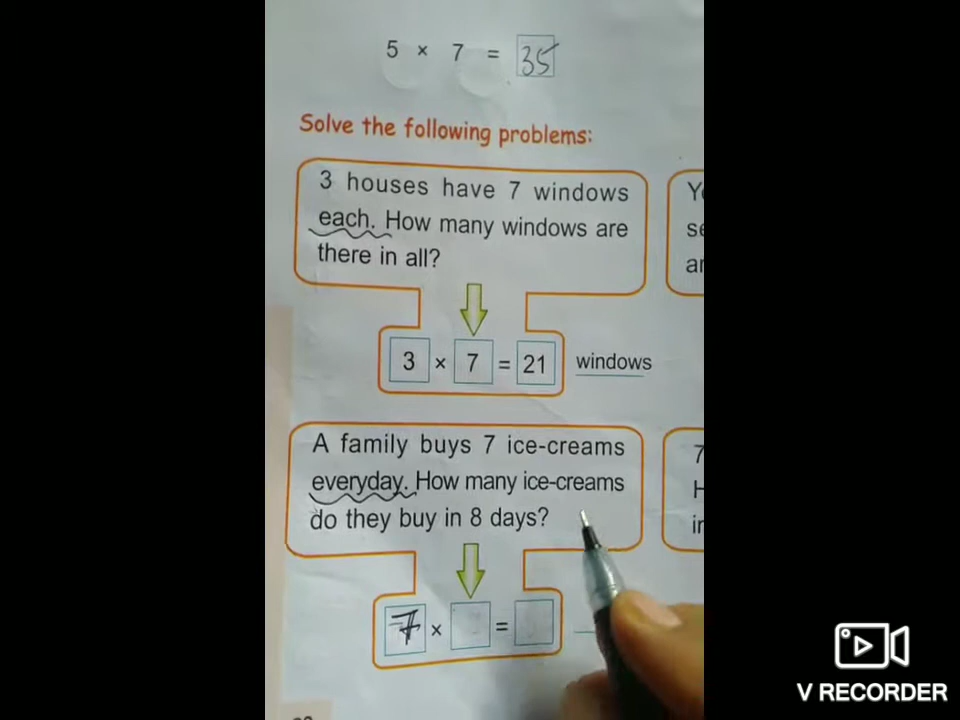 5 × 7 = 35
Solve the following problems:
3 houses have 7 windows
each. How many windows are
there in all?
3 × 7 = 21 windows
A family buys 7 ice-creams
everyday. How many ice-creams
do they buy in 8 days?
7 × =
7
V RECORDER